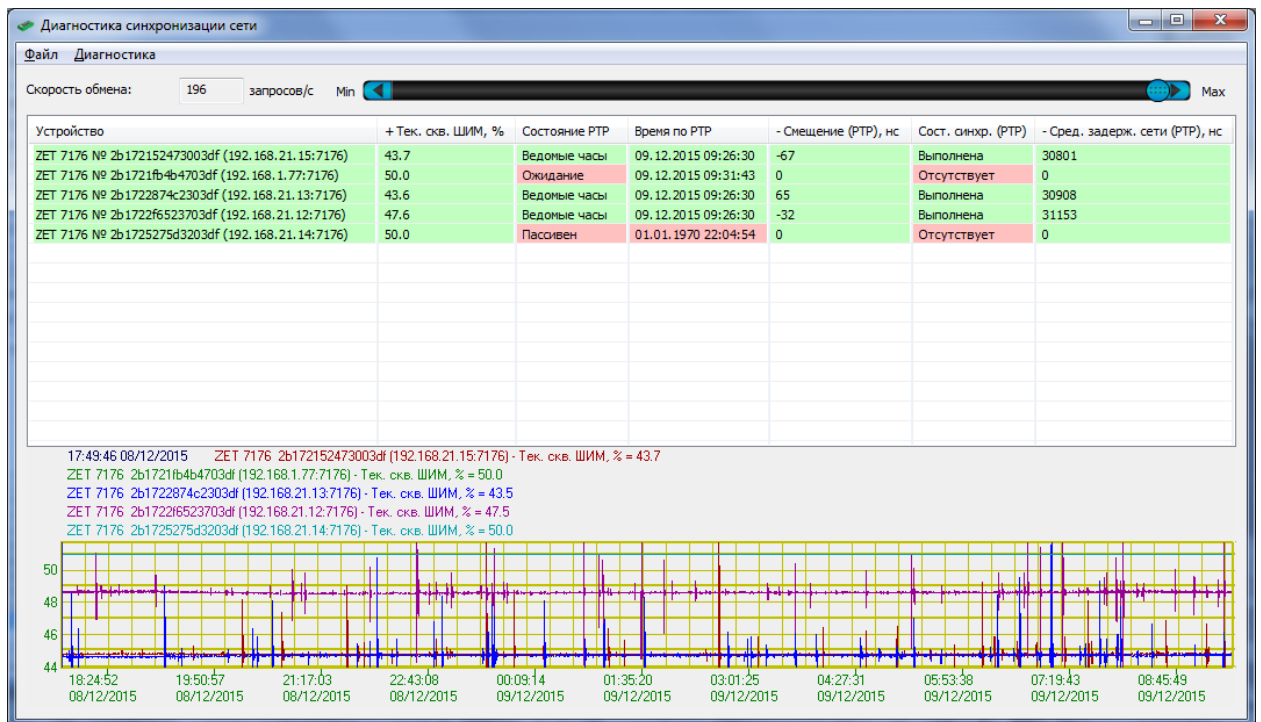 Диагностика синхронизации сети
Файл Диагностика
Скорость обмена: 196 запросов/с Min Max
Устройство + Тек. скв. ШИМ, % Состояние PTP Время по PTP - Смещение (PTP), нс Сост. синхр. (PTP) - Сред. задерж. сети (PTP), нс
ZET 7176 № 2b172152473003df (192.168.21.15:7176) 43.7 Ведомые часы 09.12.2015 09:26:30 -67 Выполнена 30801
ZET 7176 № 2b1721fb4b4703df (192.168.1.77:7176) 50.0 Ожидание 09.12.2015 09:31:43 0 Отсутствует 0
ZET 7176 № 2b1722874c2303df (192.168.21.13:7176) 43.6 Ведомые часы 09.12.2015 09:26:30 65 Выполнена 30908
ZET 7176 № 2b1722f6523703df (192.168.21.12:7176) 47.6 Ведомые часы 09.12.2015 09:26:30 -32 Выполнена 31153
ZET 7176 № 2b1725275d3203df (192.168.21.14:7176) 50.0 Пассивен 01.01.1970 22:04:54 0 Отсутствует 0
17:49:46 08/12/2015 ZET 7176 2b172152473003df (192.168.21.15:7176) - Тек. скв. ШИМ, % = 43.7
ZET 7176 2b1721fb4b4703df (192.168.1.77:7176) - Тек. скв. ШИМ, % = 50.0
ZET 7176 2b1722874c2303df (192.168.21.13:7176) - Тек. скв. ШИМ, % = 43.5
ZET 7176 2b1722f6523703df (192.168.21.12:7176) - Тек. скв. ШИМ, % = 47.5
ZET 7176 2b1725275d3203df (192.168.21.14:7176) - Тек. скв. ШИМ, % = 50.0
50
48
46
44
18:24:52 19:50:57 21:17:03 22:43:08 00:09:14 01:35:20 03:01:25 04:27:31 05:53:38 07:19:43 08:45:49
08/12/2015 08/12/2015 08/12/2015 08/12/2015 09/12/2015 09/12/2015 09/12/2015 09/12/2015 09/12/2015 09/12/2015 09/12/2015